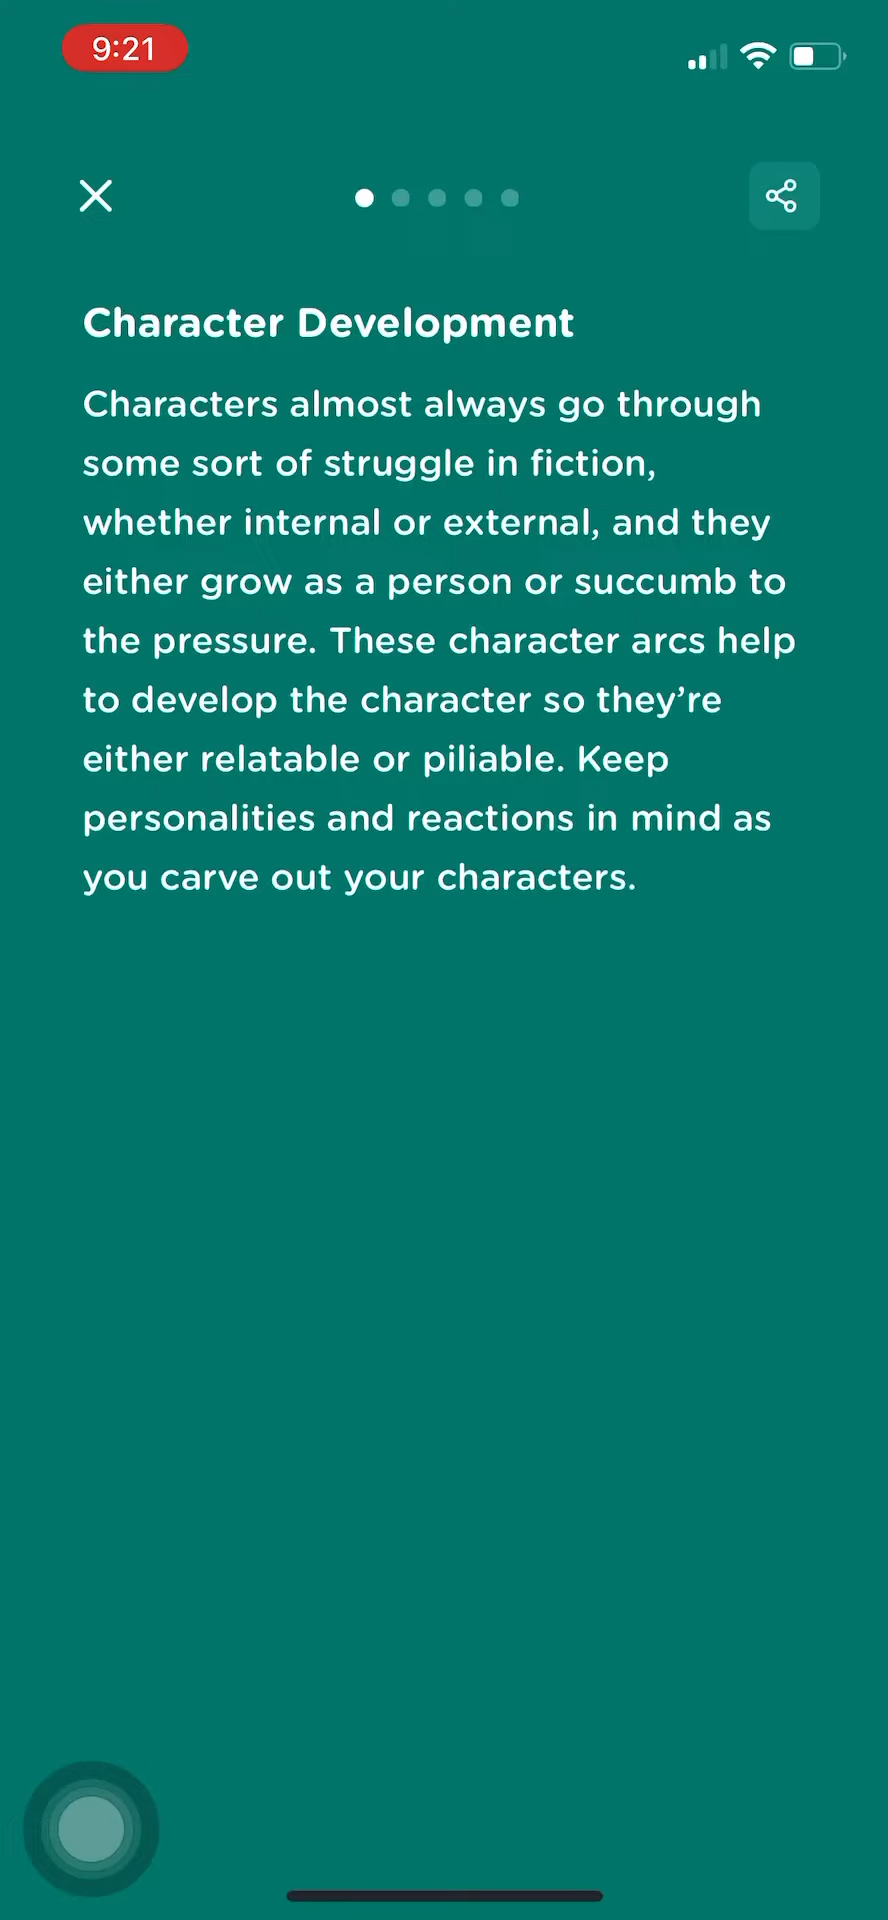 9:21
Character Development
Characters almost always go through
some sort of struggle in fiction,
whether internal or external, and they
either grow as a person or succumb to
the pressure. These character arcs help
to develop the character so they’re
either relatable or piliable. Keep
personalities and reactions in mind as
you carve out your characters.